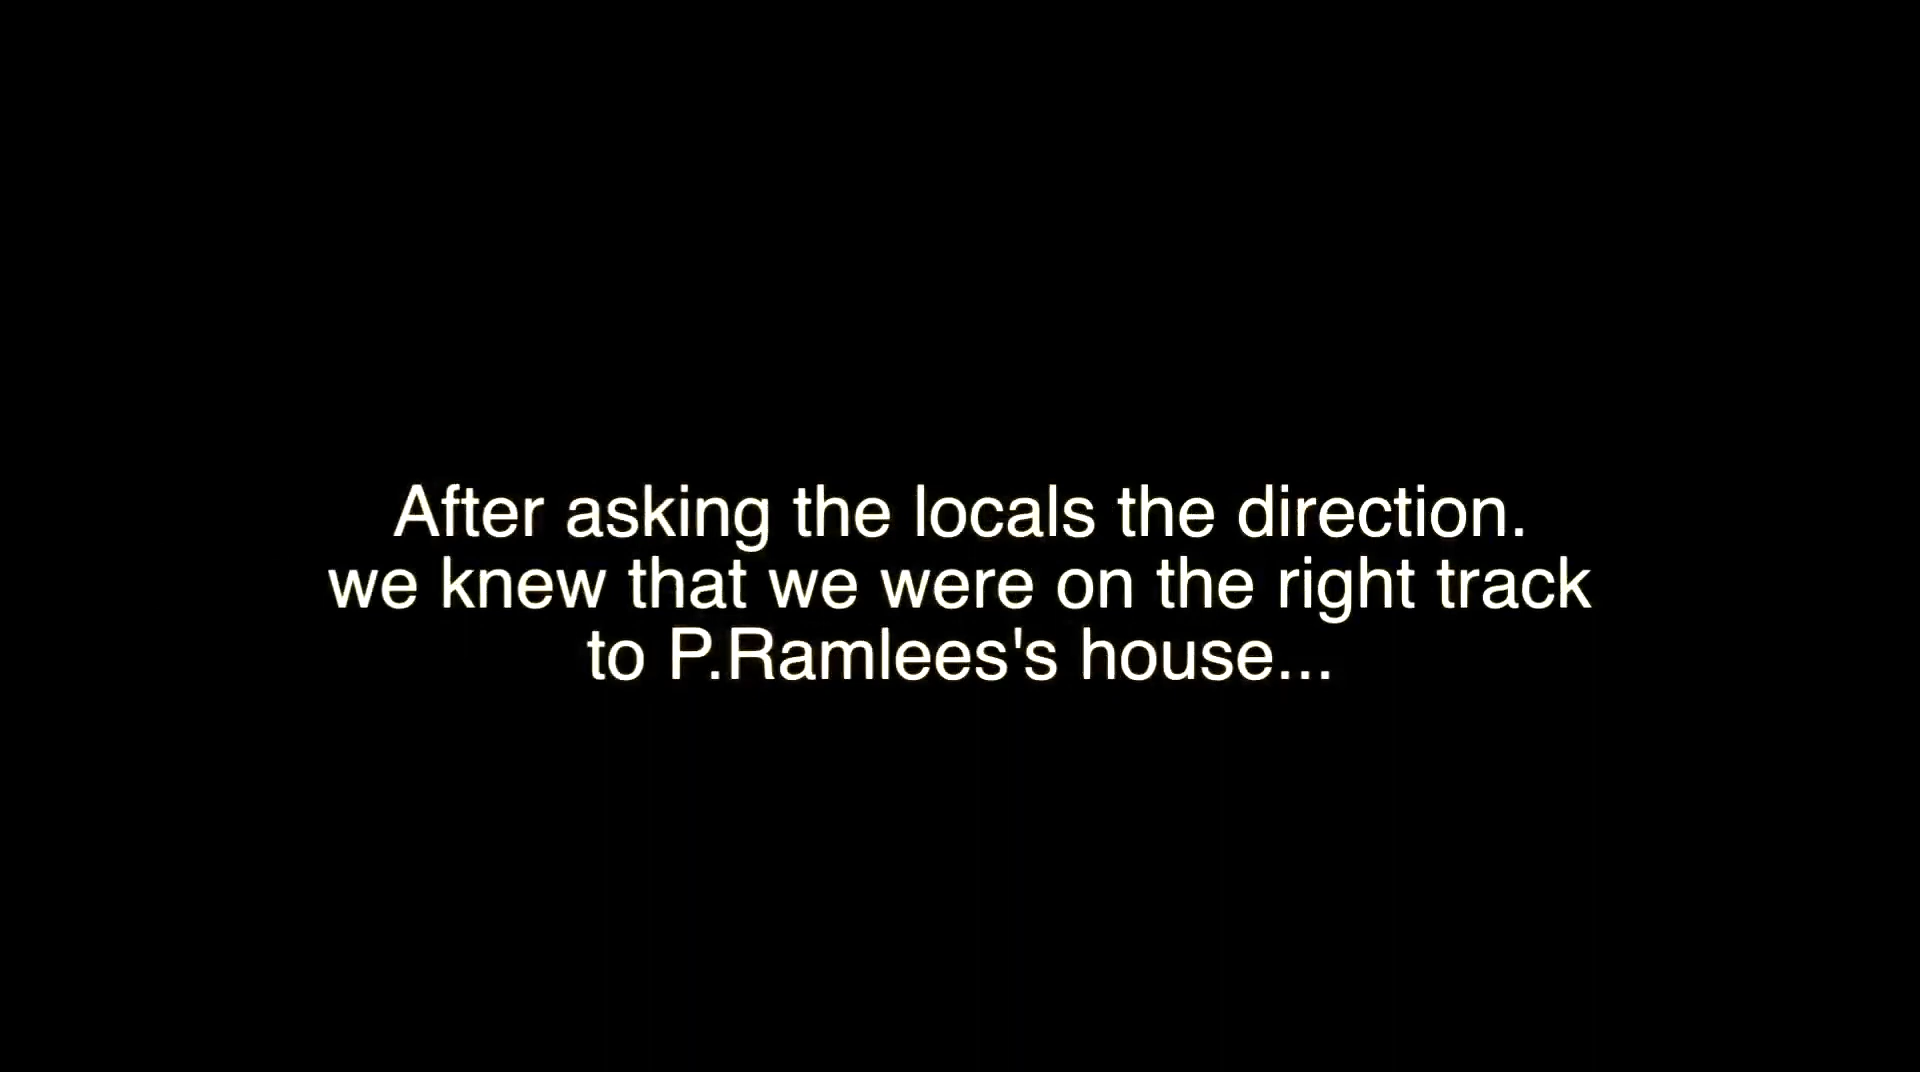 After asking the locals the direction.
we knew that we were on the right track
to P.Ramlees's house...